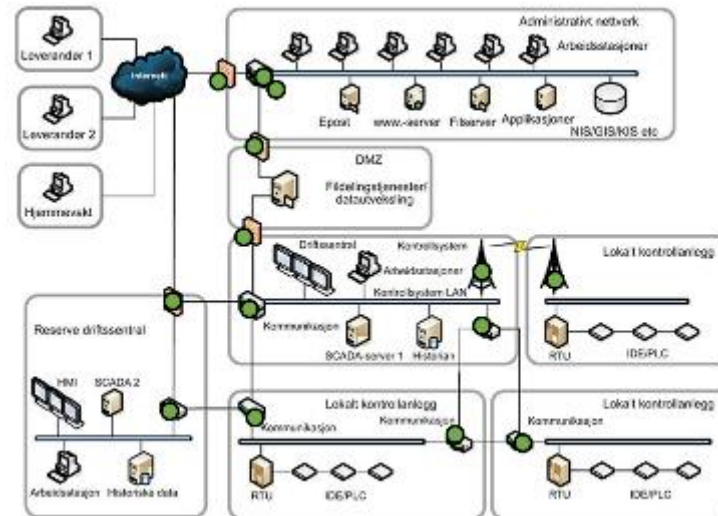 Leverandør 1
Leverandør 2
Hjemmevakt
Internett
Administrativt nettverk
Arbeidsstasjoner
Epost
www.-server
Filserver
Applikasjoner
NIS/GIS/KIS etc
DMZ
Fildelingstjenester/
datautveksling
Driftssentral
Kontrollsystem
Arbeidsstasjoner
Kontrollsystem LAN
Kommunikasjon
SCADA-server 1
Historian
Lokalt kontrollanlegg
RTU
IDE/PLC
Reserve driftssentral
HMI
SCADA 2
Arbeidsstasjon
Historiske data
Lokalt kontrollanlegg
Kommunikasjon
Kommunikasjon
RTU
IDE/PLC
Lokalt kontrollanlegg
Kommunikasjon
RTU
IDE/PLC